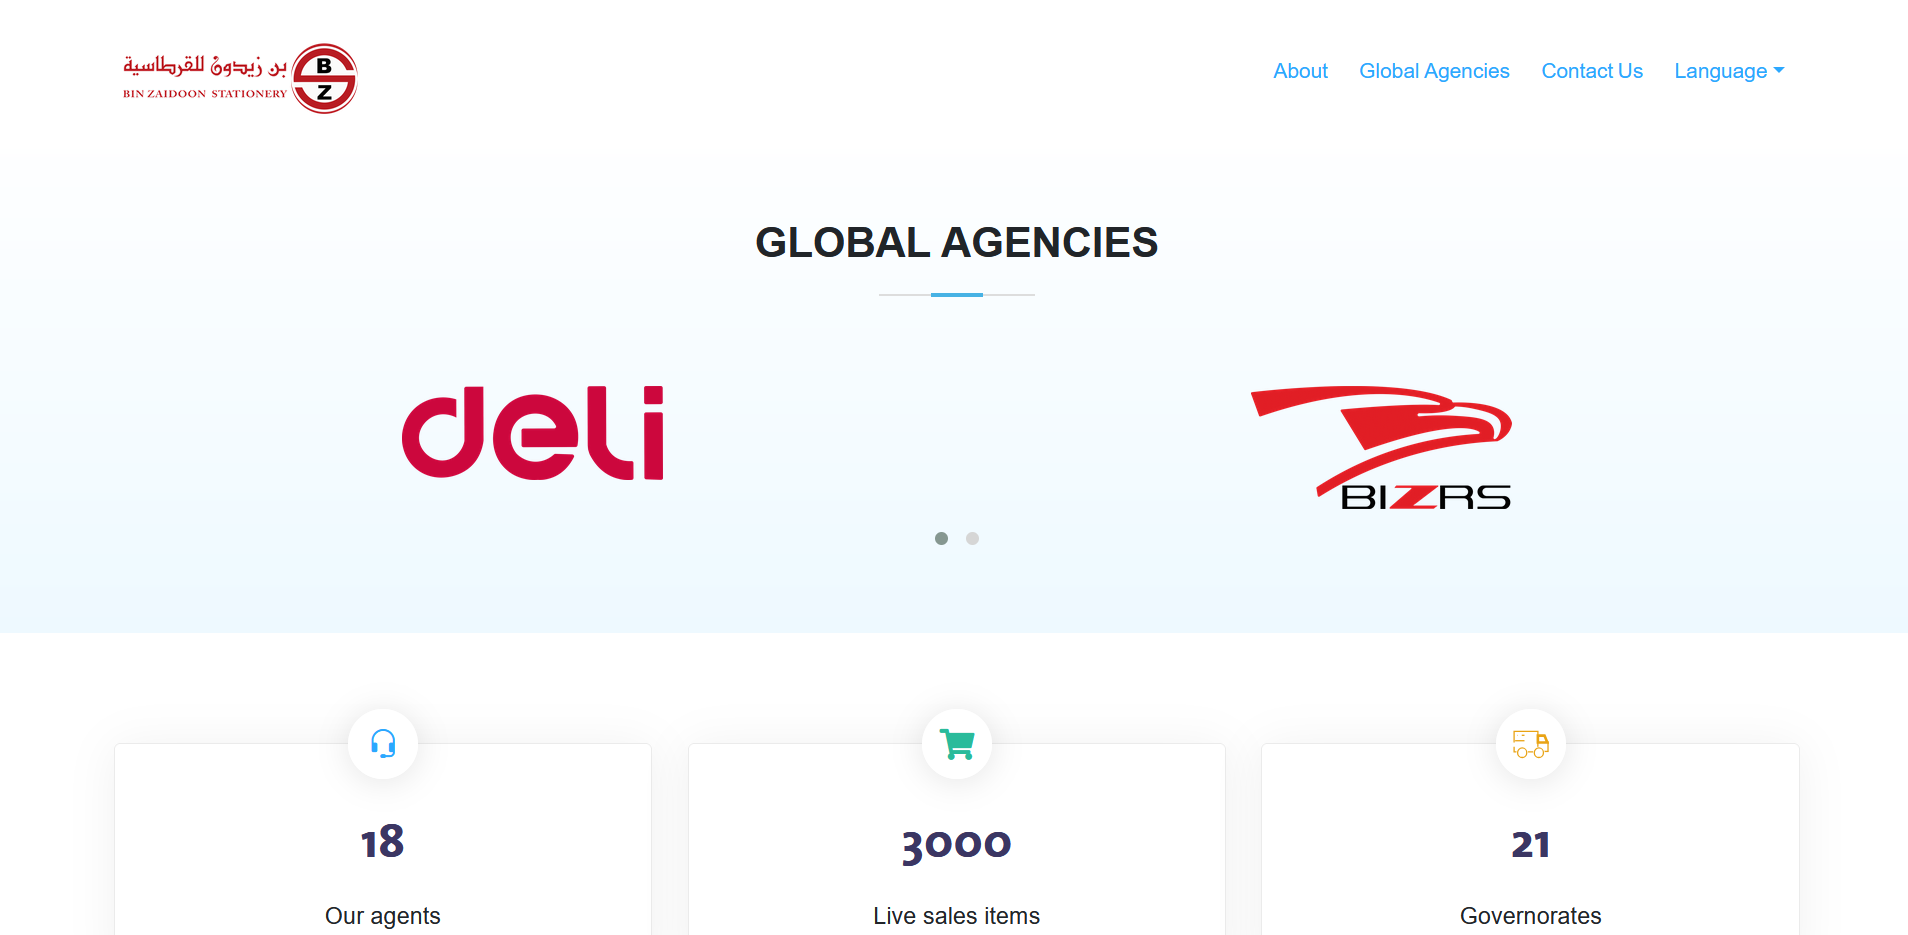 بن زيدون للقرطاسية
BIN ZAIDOON STATIONERY
B
Z
About
Global Agencies
Contact Us
Language
GLOBAL AGENCIES
deli
BIZRS
18
Our agents
3000
Live sales items
21
Governorates